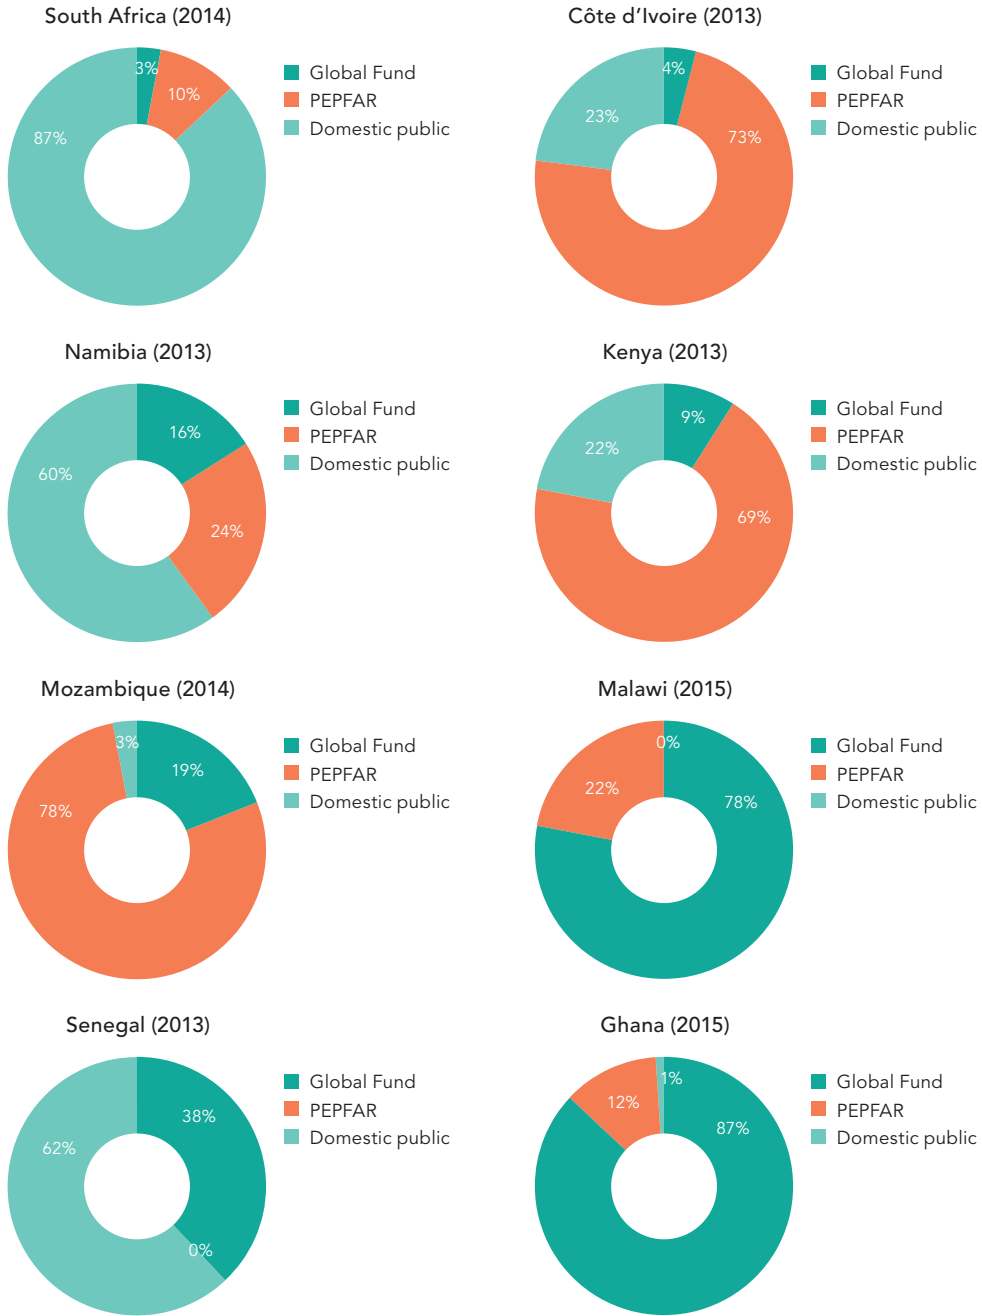 South Africa (2014)
3%
10%
87%
Global Fund
PEPFAR
Domestic public
Côte d’Ivoire (2013)
4%
73%
23%
Global Fund
PEPFAR
Domestic public
Namibia (2013)
16%
24%
60%
Global Fund
PEPFAR
Domestic public
Kenya (2013)
9%
69%
22%
Global Fund
PEPFAR
Domestic public
Mozambique (2014)
3%
19%
78%
Global Fund
PEPFAR
Domestic public
Malawi (2015)
0%
22%
78%
Global Fund
PEPFAR
Domestic public
Senegal (2013)
38%
62%
0%
Global Fund
PEPFAR
Domestic public
Ghana (2015)
1%
12%
87%
Global Fund
PEPFAR
Domestic public